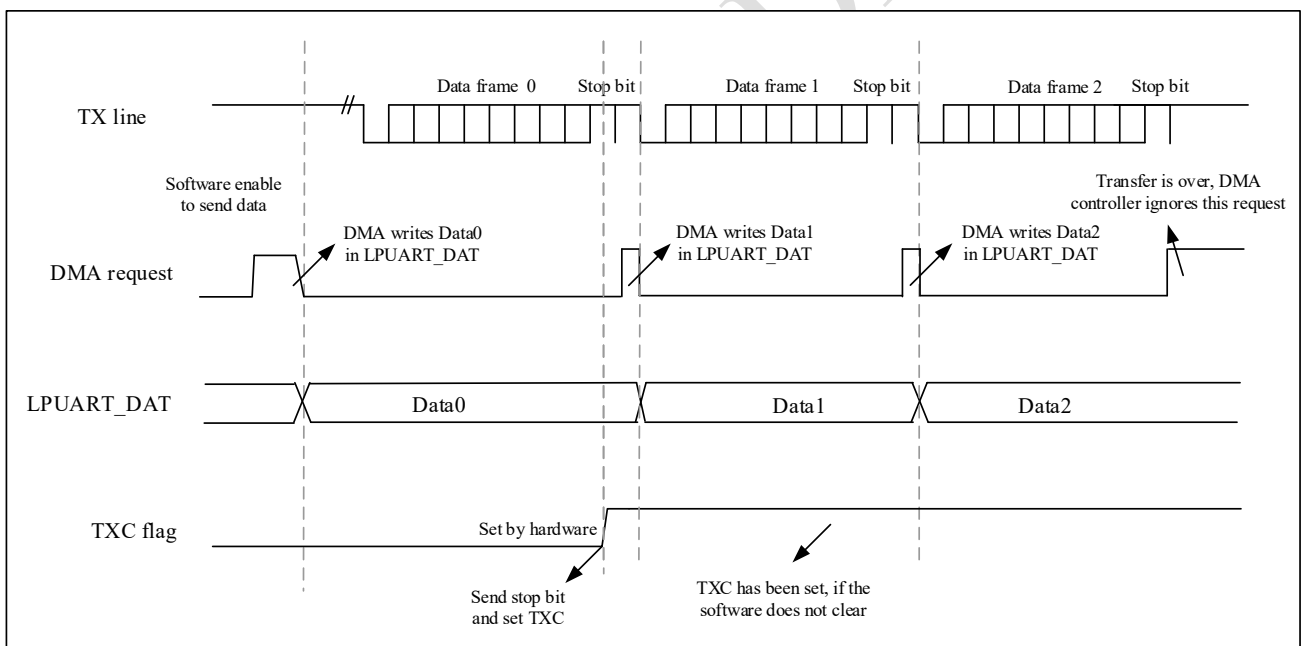 Data frame 0
Stop bit
Data frame 1
Stop bit
Data frame 2
Stop bit
TX line
Software enable
to send data
Transfer is over, DMA
controller ignores this request
DMA writes Data0
in LPUART_DAT
DMA writes Data1
in LPUART_DAT
DMA writes Data2
in LPUART_DAT
DMA request
LPUART_DAT
Data0
Data1
Data2
TXC flag
Set by hardware
Send stop bit
and set TXC
TXC has been set, if the
software does not clear